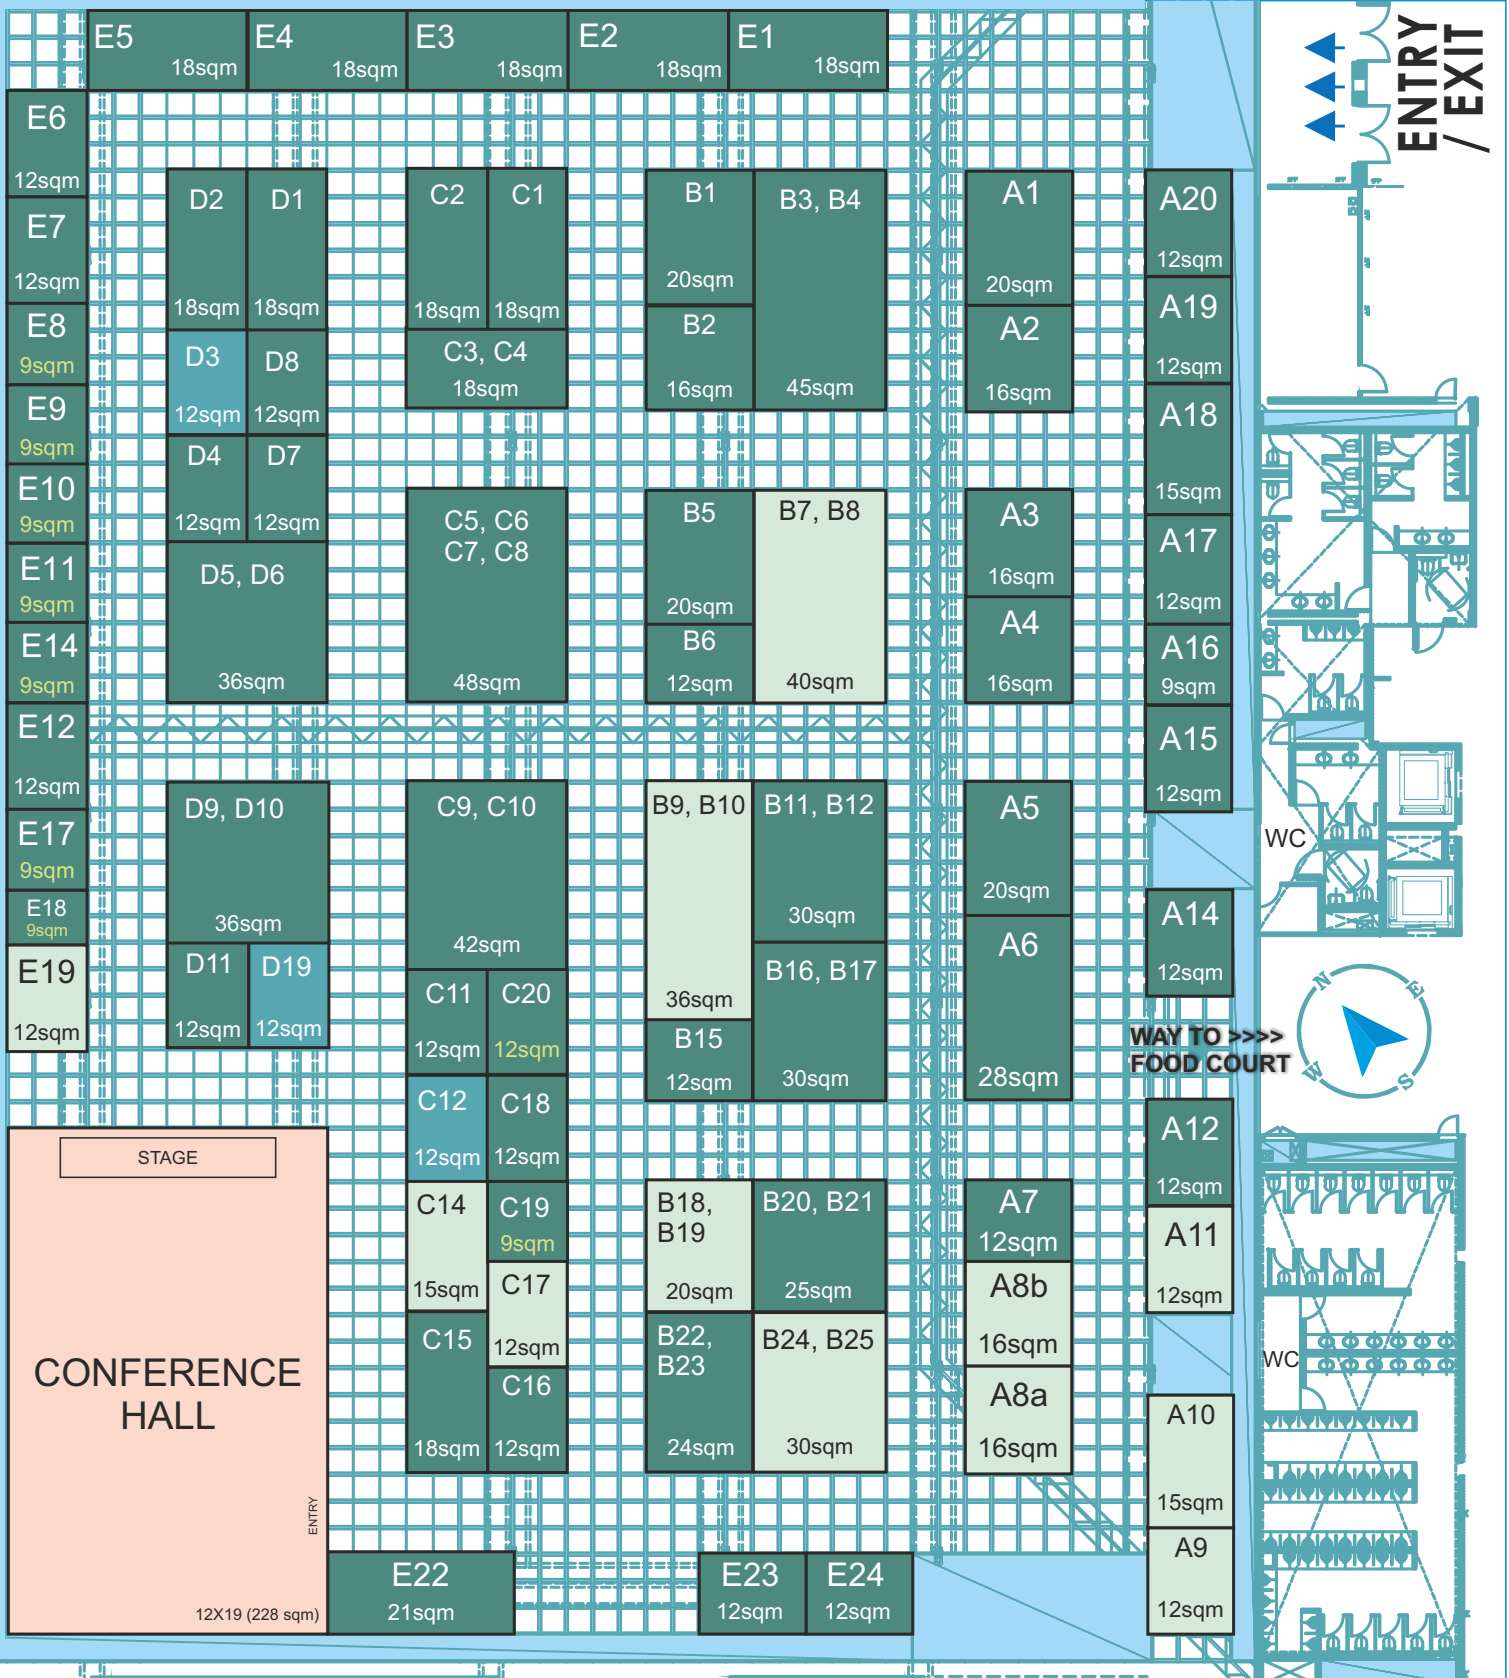 E5
18sqm
E4
18sqm
E3
18sqm
E2
18sqm
E1
18sqm
ENTRY
/ EXIT
E6
12sqm
E7
12sqm
E8
9sqm
E9
9sqm
E10
9sqm
E11
9sqm
E14
9sqm
E12
12sqm
E17
9sqm
E18
9sqm
E19
12sqm
D2
18sqm
D1
18sqm
D3
12sqm
D8
12sqm
D4
12sqm
D7
12sqm
D5, D6
36sqm
D9, D10
36sqm
D11
12sqm
D19
12sqm
C2
18sqm
C1
18sqm
C3, C4
18sqm
C5, C6
C7, C8
48sqm
C9, C10
42sqm
C11
12sqm
C20
12sqm
C12
12sqm
C18
12sqm
C14
15sqm
C19
9sqm
C17
12sqm
C15
18sqm
C16
12sqm
B1
20sqm
B3, B4
45sqm
B2
16sqm
B5
20sqm
B7, B8
40sqm
B6
12sqm
B9, B10
36sqm
B11, B12
30sqm
B16, B17
30sqm
B15
12sqm
B18,
B19
20sqm
B20, B21
25sqm
B22,
B23
24sqm
B24, B25
30sqm
A1
20sqm
A2
16sqm
A3
16sqm
A4
16sqm
A5
20sqm
A6
28sqm
A7
12sqm
A8b
16sqm
A8a
16sqm
A20
12sqm
A19
12sqm
A18
15sqm
A17
12sqm
A16
9sqm
A15
12sqm
WC
A14
12sqm
N
E
W
S
WAY TO >>>>
FOOD COURT
A12
12sqm
A11
12sqm
WC
A10
15sqm
A9
12sqm
STAGE
CONFERENCE
HALL
ENTRY
12X19 (228 sqm)
E22
21sqm
E23
12sqm
E24
12sqm